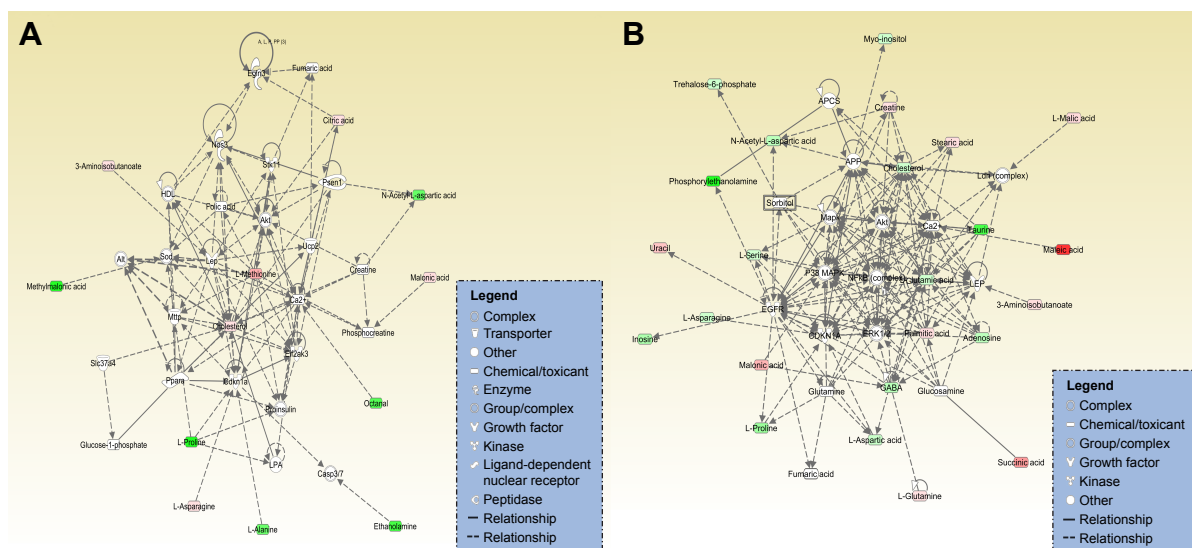 A
A, L, P, PP (3)
Egln3
Fumaric acid
Citric acid
Nos3
3-Aminoisobutanoate
Stk11
Psen1
HDL
N-Acetyl-L-aspartic acid
Folic acid
Akt
Ucp2
Alt
Sod
Lep
L-Methionine
Creatine
Malonic acid
Methylmalonic acid
Ca2+
Mttp
Cholesterol
Phosphocreatine
Eif2ak3
Slc37a4
Ppara
Cdkn1a
Octanal
Proinsulin
Glucose-1-phosphate
L-Proline
LPA
Casp3/7
L-Asparagine
L-Alanine
Ethanolamine
Legend
Complex
Transporter
Other
Chemical/toxicant
Enzyme
Group/complex
Growth factor
Kinase
Ligand-dependent
nuclear receptor
Peptidase
Relationship
Relationship
B
Myo-inositol
Trehalose-6-phosphate
APCS
Creatine
L-Malic acid
N-Acetyl-L-aspartic acid
Stearic acid
APP
Cholesterol
Ldh (complex)
Phosphorylethanolamine
Sorbitol
Mapk
Akt
Ca2+
Taurine
Uracil
Maleic acid
L-Serine
P38 MAPK
NFkB (complex)
L-Glutamic acid
LEP
3-Aminoisobutanoate
EGFR
L-Asparagine
CDKN1A
ERK1/2
Palmitic acid
Adenosine
Inosine
Malonic acid
Glutamine
GABA
Glucosamine
L-Proline
L-Aspartic acid
Fumaric acid
Succinic acid
L-Glutamine
Legend
Complex
Chemical/toxicant
Group/complex
Growth factor
Kinase
Other
Relationship
Relationship